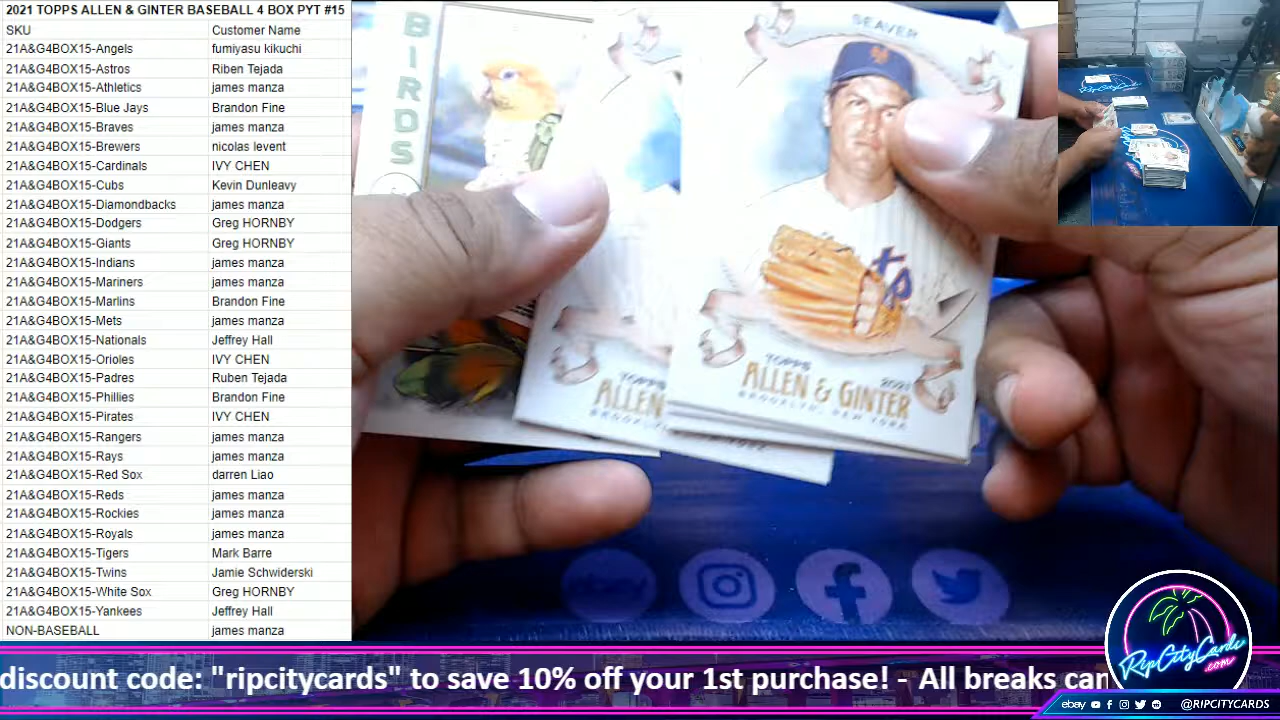 2021 TOPPS ALLEN & GINTER BASEBALL 4 BOX PYT #15
SKU Customer Name
21A&G4BOX15-Angels fumiyasu kikuchi
21A&G4BOX15-Astros Riben Tejada
21A&G4BOX15-Athletics james manza
21A&G4BOX15-Blue Jays Brandon Fine
21A&G4BOX15-Braves james manza
21A&G4BOX15-Brewers nicolas levent
21A&G4BOX15-Cardinals IVY CHEN
21A&G4BOX15-Cubs Kevin Dunleavy
21A&G4BOX15-Diamondbacks james manza
21A&G4BOX15-Dodgers Greg HORNBY
21A&G4BOX15-Giants Greg HORNBY
21A&G4BOX15-Indians james manza
21A&G4BOX15-Mariners james manza
21A&G4BOX15-Marlins Brandon Fine
21A&G4BOX15-Mets james manza
21A&G4BOX15-Nationals Jeffrey Hall
21A&G4BOX15-Orioles IVY CHEN
21A&G4BOX15-Padres Ruben Tejada
21A&G4BOX15-Phillies Brandon Fine
21A&G4BOX15-Pirates IVY CHEN
21A&G4BOX15-Rangers james manza
21A&G4BOX15-Rays james manza
21A&G4BOX15-Red Sox darren Liao
21A&G4BOX15-Reds james manza
21A&G4BOX15-Rockies james manza
21A&G4BOX15-Royals james manza
21A&G4BOX15-Tigers Mark Barre
21A&G4BOX15-Twins Jamie Schwiderski
21A&G4BOX15-White Sox Greg HORNBY
21A&G4BOX15-Yankees Jeffrey Hall
NON-BASEBALL james manza
BIRDS
SEAVER
TOPPS 2021
ALLEN & GINTER
BROOKLYN, NEW YORK
TOPPS
ALLEN
discount code: "ripcitycards" to save 10% off your 1st purchase! - All breaks can
RipCityCards
.com
ebay @RIPCITYCARDS